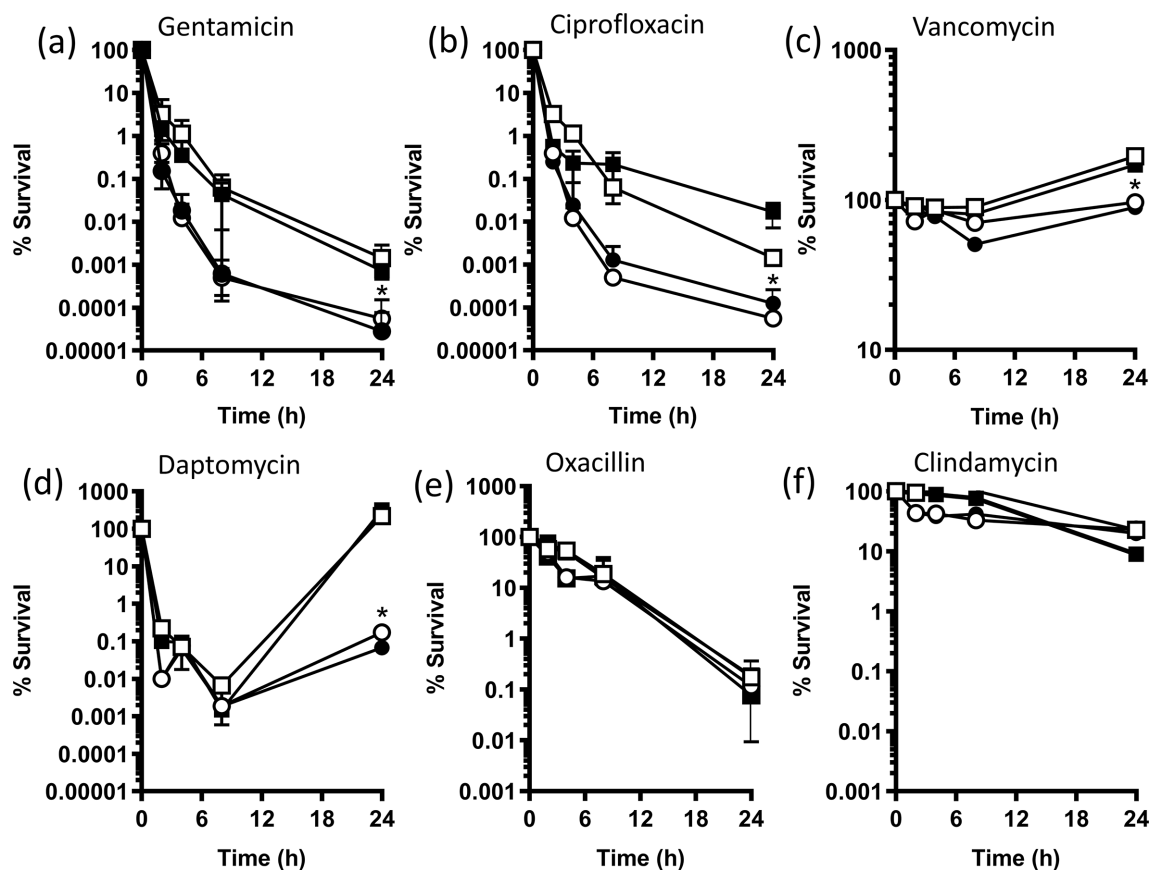 (a) Gentamicin
100
10
1
0.1
0.01
0.001
0.0001
0.00001
% Survival
*
0 6 12 18 24
Time (h)
(b) Ciprofloxacin
100
10
1
0.1
0.01
0.001
0.0001
0.00001
% Survival
*
0 6 12 18 24
Time (h)
(c) Vancomycin
1000
100
10
% Survival
*
0 6 12 18 24
Time (h)
(d) Daptomycin
1000
100
10
1
0.1
0.01
0.001
0.0001
0.00001
% Survival
*
0 6 12 18 24
Time (h)
(e) Oxacillin
1000
100
10
1
0.1
0.01
0.001
% Survival
0 6 12 18 24
Time (h)
(f) Clindamycin
100
10
1
0.1
0.01
0.001
% Survival
0 6 12 18 24
Time (h)